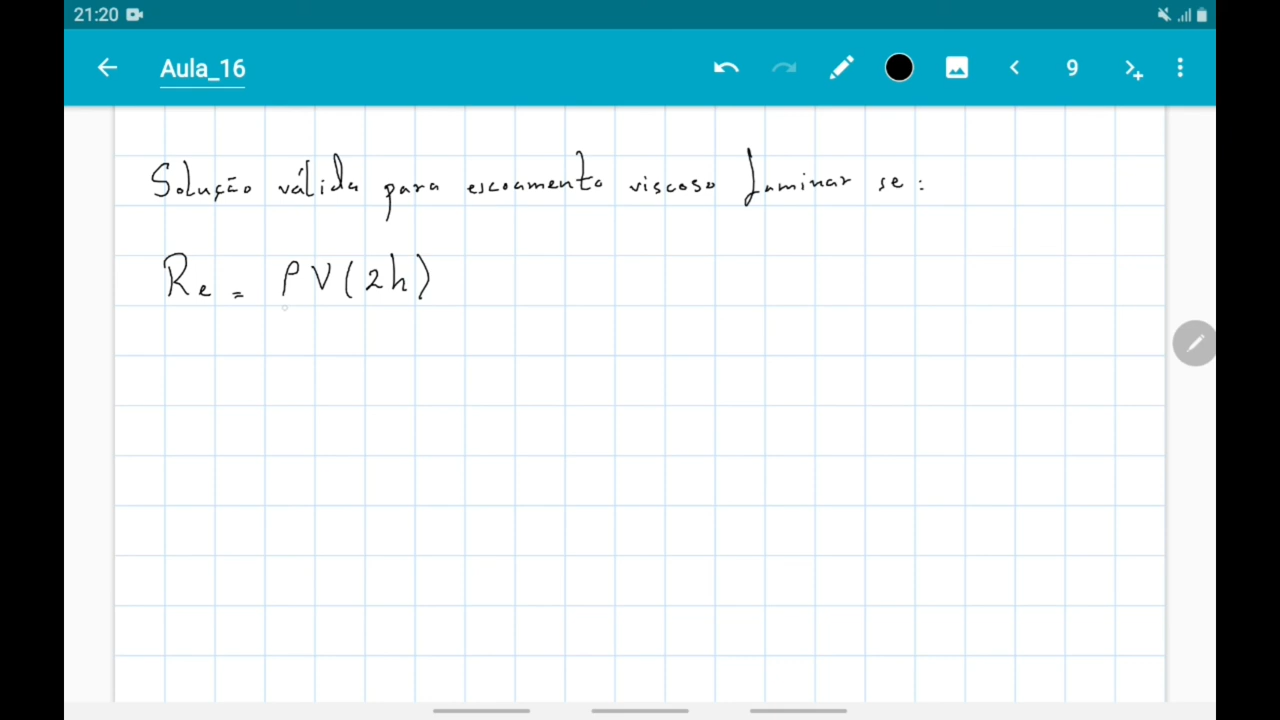 21:20
Aula_16
9
Solução válida para escoamento viscoso laminar se:
Re = ρV(2h)